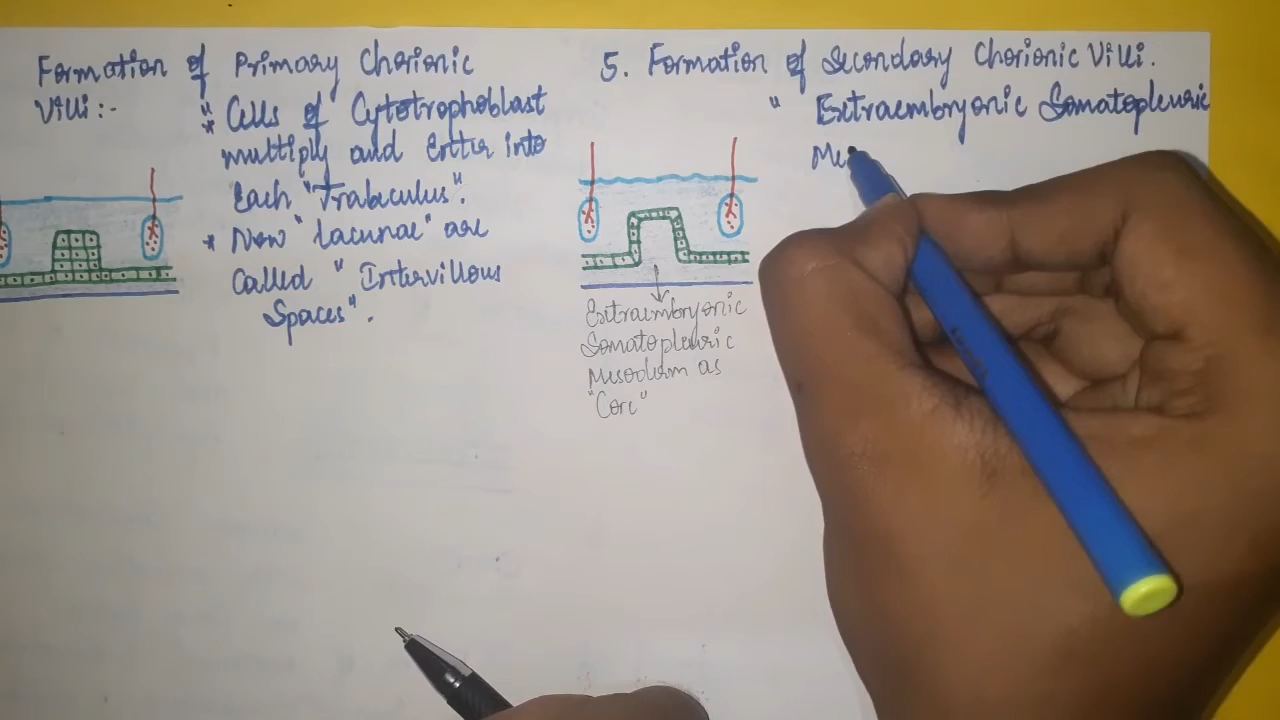 Formation of Primary Chorionic
Villi:-
" Cells of Cytotrophoblast
multiply and Enter into
Each "Trabeculus".
* Now "lacunae" are
Called "Intervillous
Spaces".
5. Formation of Secondary Chorionic Villi.
" Extraembryonic Somatopleuric
Me
Extraembryonic
Somatopleuric
Mesoderm as
"Core"